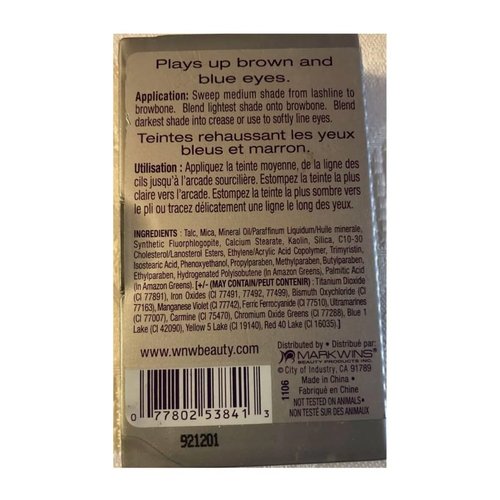 Plays up brown and
blue eyes.
Application: Sweep medium shade from lashline to
browbone. Blend lightest shade onto browbone. Blend
darkest shade into crease or use to softly line eyes.
Teintes rehaussant les yeux
bleus et marron.
Utilisation : Appliquez la teinte moyenne, de la ligne des
cils jusqu'à l'arcade sourcilière. Estompez la teinte la plus
claire vers l'arcade. Estompez la teinte la plus sombre vers
le pli ou tracez délicatement une ligne le long des yeux.
INGREDIENTS : Talc, Mica, Mineral Oil/Paraffinum Liquidum/Huile minerale,
Synthetic Fluorphlogopite, Calcium Stearate, Kaolin, Silica, C10-30
Cholesterol/Lanosterol Esters, Ethylene/Acrylic Acid Copolymer, Trimyristin,
Isostearic Acid, Phenoxyethanol, Propylparaben, Methylparaben, Butylparaben,
Ethylparaben, Hydrogenated Polyisobutene (In Amazon Greens), Palmitic Acid
(In Amazon Greens). [+/- (MAY CONTAIN/PEUT CONTENIR) : Titanium Dioxide
(CI 77891), Iron Oxides (CI 77491, 77492, 77499), Bismuth Oxychloride (CI
77163), Manganese Violet (CI 77742), Ferric Ferrocyanide (CI 77510), Ultramarines
(CI 77007), Carmine (CI 75470), Chromium Oxide Greens (CI 77288), Blue 1
Lake (CI 42090), Yellow 5 Lake (CI 19140), Red 40 Lake (CI 16035).]
www.wnwbeauty.com
Distributed by • Distribué par:
MARKWINS®
BEAUTY PRODUCTS INC.
© City of Industry, CA 91789
Made in China •
Fabriqué en Chine
NOT TESTED ON ANIMALS •
NON TESTÉ SUR DES ANIMAUX
1106
0 77802 53841 3
921201